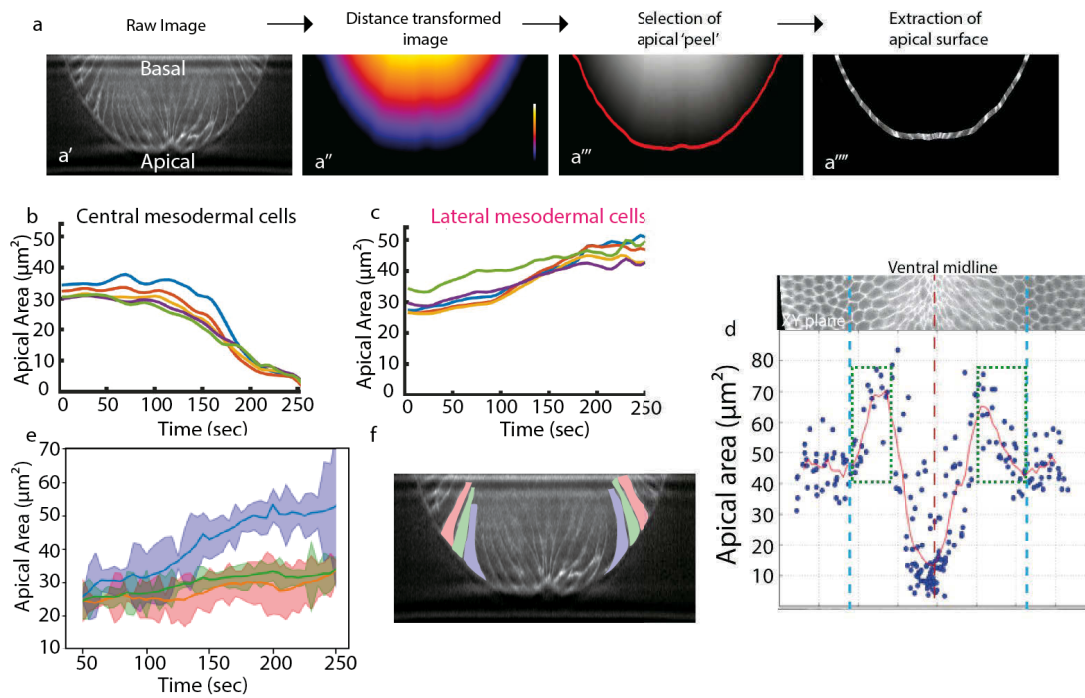 a
Raw Image
Distance transformed
image
Selection of
apical ‘peel’
Extraction of
apical surface
Basal
Apical
a'
a''
a'''
a''''
b
Central mesodermal cells
Apical Area (µm²)
50
40
30
20
10
0
0
50
100
150
200
250
Time (sec)
c
Lateral mesodermal cells
Apical Area (µm²)
50
40
30
20
10
0
0
50
100
150
200
250
Time (sec)
Ventral midline
XY plane
d
Apical area (µm²)
80
70
60
50
40
30
20
10
e
Apical Area (µm²)
70
60
50
40
30
20
10
50
100
150
200
250
Time (sec)
f